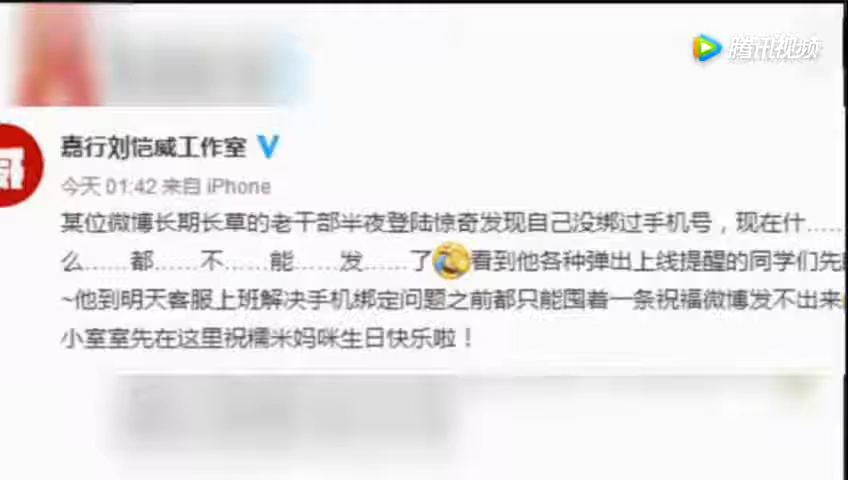 腾讯视频
嘉行刘恺威工作室
今天 01:42 来自 iPhone
某位微博长期长草的老干部半夜登陆惊奇发现自己没绑过手机号，现在什……
么……都……不……能……发……了看到他各种弹出上线提醒的同学们先
~他到明天客服上班解决手机绑定问题之前都只能囤着一条祝福微博发不出来
小室室先在这里祝糯米妈咪生日快乐啦！